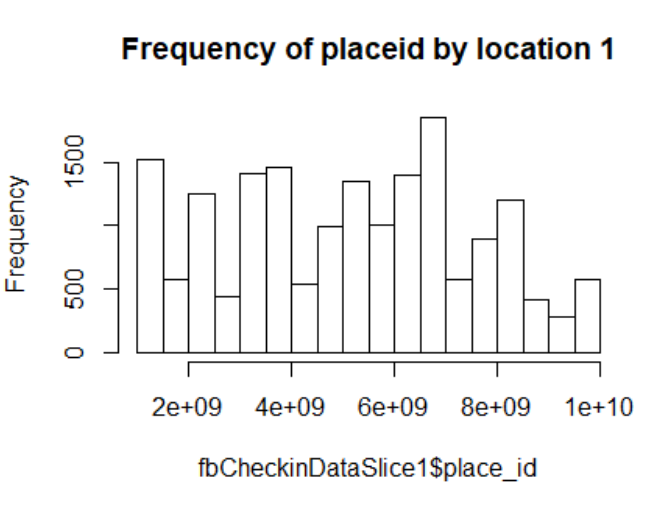 Frequency of placeid by location 1
Frequency
1500
500
0
2e+09 4e+09 6e+09 8e+09 1e+10
fbCheckinDataSlice1$place_id